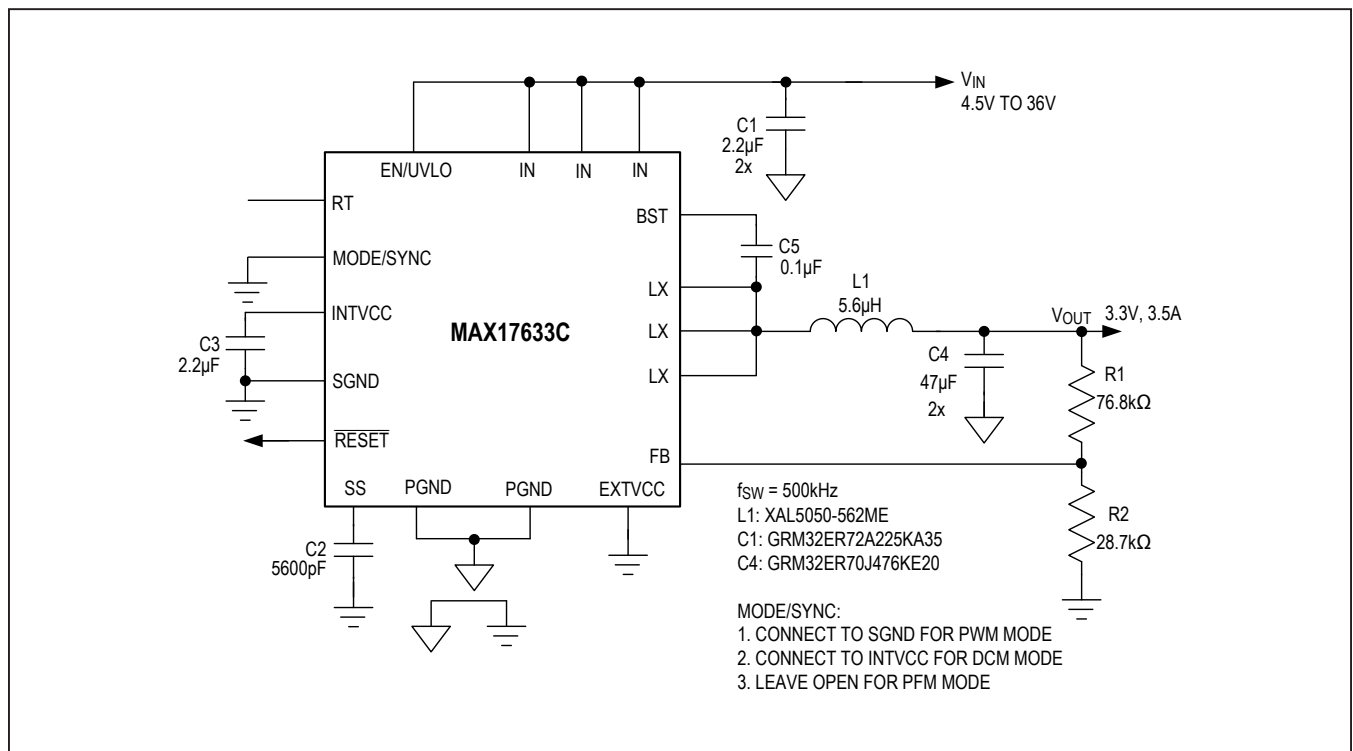 VIN
4.5V TO 36V
C1
2.2µF
2x
EN/UVLO
IN
IN
IN
RT
BST
MODE/SYNC
C5
0.1µF
LX
L1
5.6µH
INTVCC
MAX17633C
LX
VOUT
3.3V, 3.5A
C3
2.2µF
C4
47µF
2x
R1
76.8kΩ
LX
SGND
RESET
FB
SS
PGND
PGND
EXTVCC
C2
5600pF
R2
28.7kΩ
fSW = 500kHz
L1: XAL5050-562ME
C1: GRM32ER72A225KA35
C4: GRM32ER70J476KE20
MODE/SYNC:
1. CONNECT TO SGND FOR PWM MODE
2. CONNECT TO INTVCC FOR DCM MODE
3. LEAVE OPEN FOR PFM MODE